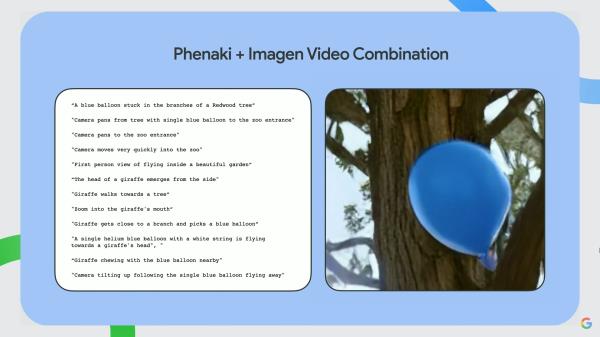 Phenaki + Imagen Video Combination
"A blue balloon stuck in the branches of a Redwood tree"
"Camera pans from tree with single blue balloon to the zoo entrance"
"Camera pans to the zoo entrance"
"Camera moves very quickly into the zoo"
"First person view of flying inside a beautiful garden"
"The head of a giraffe emerges from the side"
"Giraffe walks towards a tree"
"Zoom into the giraffe's mouth"
"Giraffe gets close to a branch and picks a blue balloon"
"A single helium blue balloon with a white string is flying
towards a giraffe's head", "
"Giraffe chewing with the blue balloon nearby"
"Camera tilting up following the single blue balloon flying away"